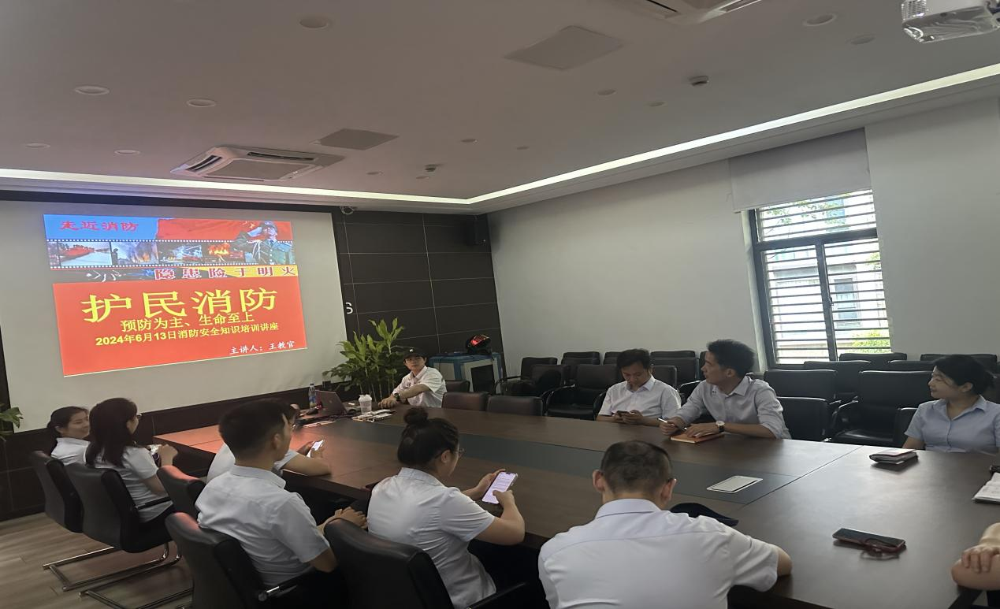 走近消防
隐患险于明火
护民消防
预防为主、生命至上
2024年6月13日消防安全知识培训讲座
主讲人：王教官
S